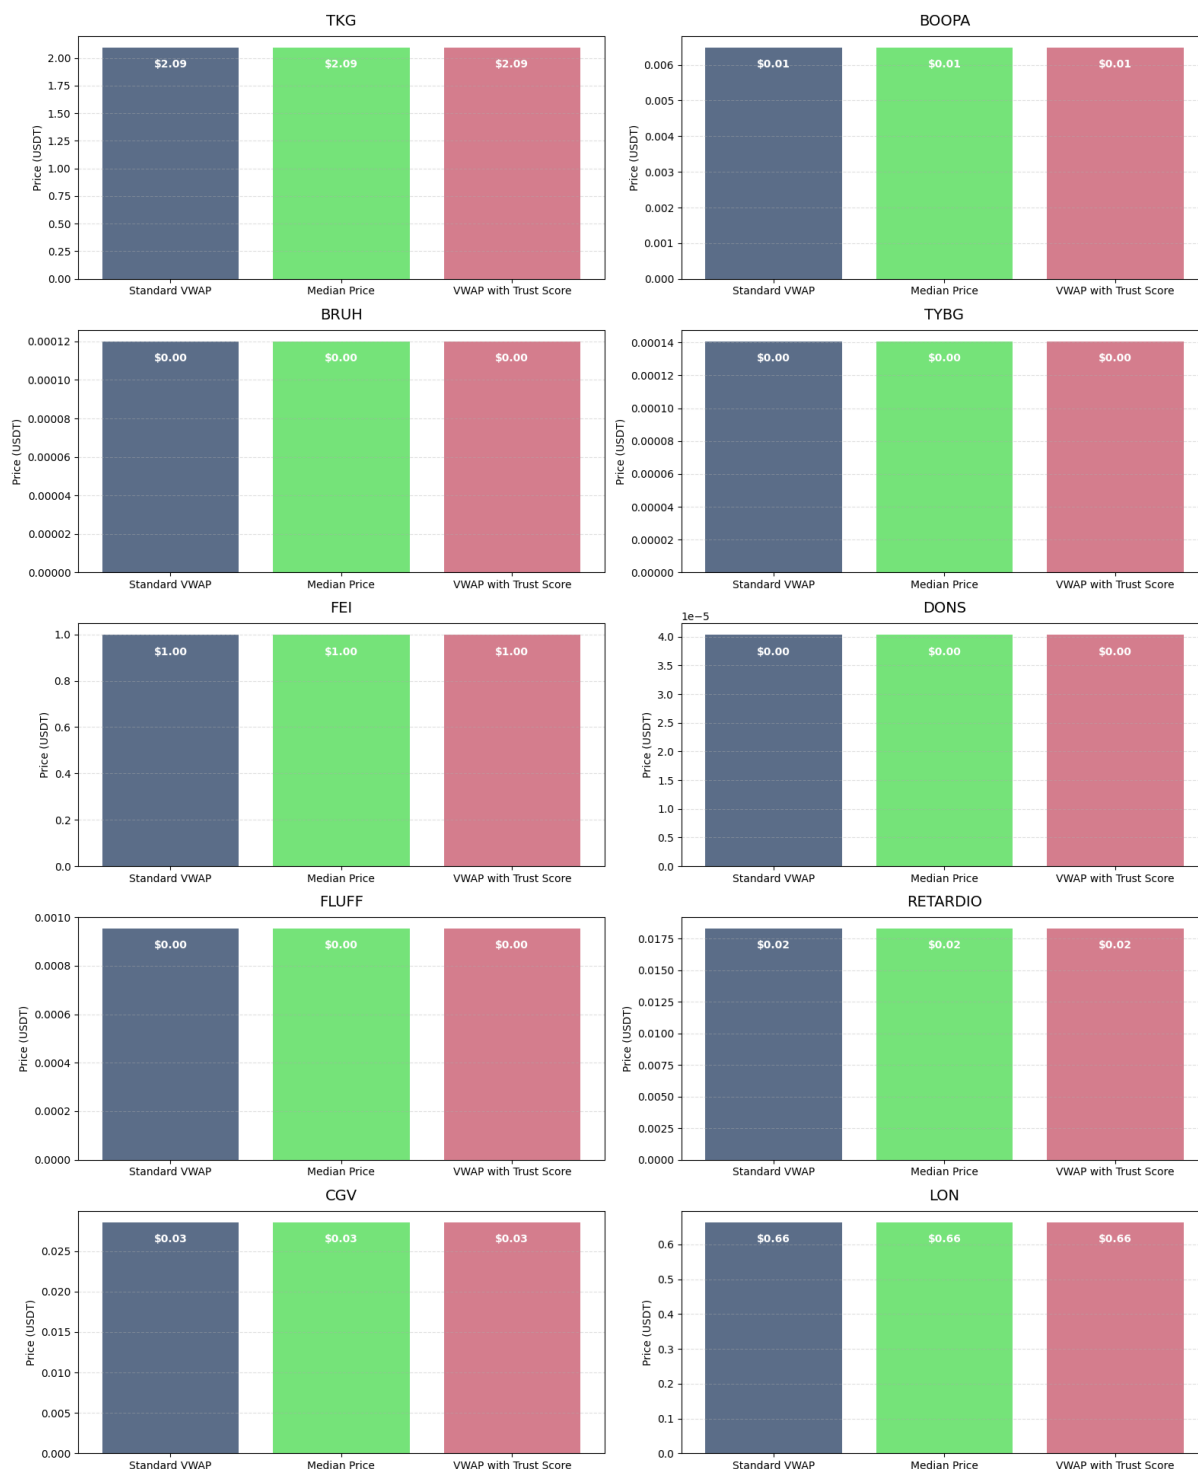 TKG
Price (USDT)
2.00
1.75
1.50
1.25
1.00
0.75
0.50
0.25
0.00
$2.09 $2.09 $2.09
Standard VWAP Median Price VWAP with Trust Score
BOOPA
Price (USDT)
0.006
0.005
0.004
0.003
0.002
0.001
0.000
$0.01 $0.01 $0.01
Standard VWAP Median Price VWAP with Trust Score
BRUH
Price (USDT)
0.00012
0.00010
0.00008
0.00006
0.00004
0.00002
0.00000
$0.00 $0.00 $0.00
Standard VWAP Median Price VWAP with Trust Score
TYBG
Price (USDT)
0.00014
0.00012
0.00010
0.00008
0.00006
0.00004
0.00002
0.00000
$0.00 $0.00 $0.00
Standard VWAP Median Price VWAP with Trust Score
FEI
Price (USDT)
1.0
0.8
0.6
0.4
0.2
0.0
$1.00 $1.00 $1.00
Standard VWAP Median Price VWAP with Trust Score
DONS
1e−5
Price (USDT)
4.0
3.5
3.0
2.5
2.0
1.5
1.0
0.5
0.0
$0.00 $0.00 $0.00
Standard VWAP Median Price VWAP with Trust Score
FLUFF
Price (USDT)
0.0010
0.0008
0.0006
0.0004
0.0002
0.0000
$0.00 $0.00 $0.00
Standard VWAP Median Price VWAP with Trust Score
RETARDIO
Price (USDT)
0.0175
0.0150
0.0125
0.0100
0.0075
0.0050
0.0025
0.0000
$0.02 $0.02 $0.02
Standard VWAP Median Price VWAP with Trust Score
CGV
Price (USDT)
0.025
0.020
0.015
0.010
0.005
0.000
$0.03 $0.03 $0.03
Standard VWAP Median Price VWAP with Trust Score
LON
Price (USDT)
0.6
0.5
0.4
0.3
0.2
0.1
0.0
$0.66 $0.66 $0.66
Standard VWAP Median Price VWAP with Trust Score